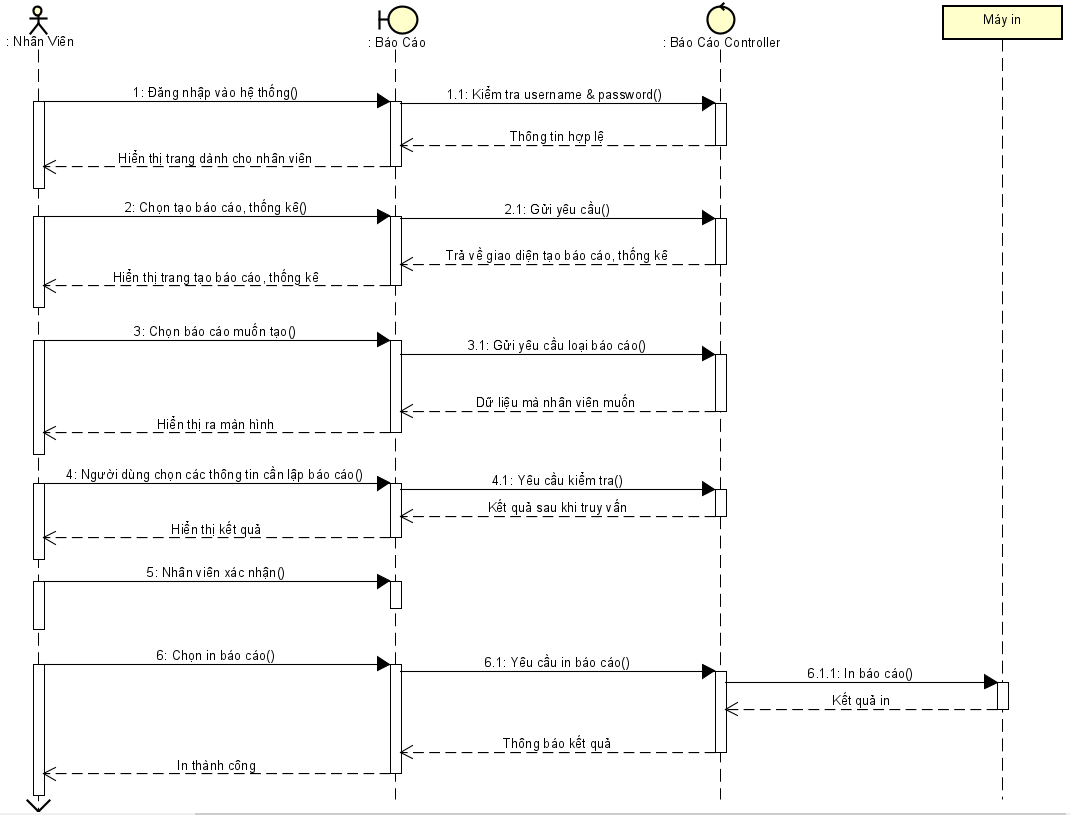 : Nhân Viên
: Báo Cáo
: Báo Cáo Controller
Máy in
1: Đăng nhập vào hệ thống()
1.1: Kiểm tra username & password()
Thông tin hợp lệ
Hiển thị trang dành cho nhân viên
2: Chọn tạo báo cáo, thống kê()
2.1: Gửi yêu cầu()
Trả về giao diện tạo báo cáo, thống kê
Hiển thị trang tạo báo cáo, thống kê
3: Chọn báo cáo muốn tạo()
3.1: Gửi yêu cầu loại báo cáo()
Dữ liệu mà nhân viên muốn
Hiển thị ra màn hình
4: Người dùng chọn các thông tin cần lập báo cáo()
4.1: Yêu cầu kiểm tra()
Kết quả sau khi truy vấn
Hiển thị kết quả
5: Nhân viên xác nhận()
6: Chọn in báo cáo()
6.1: Yêu cầu in báo cáo()
6.1.1: In báo cáo()
Kết quả in
Thông báo kết quả
In thành công